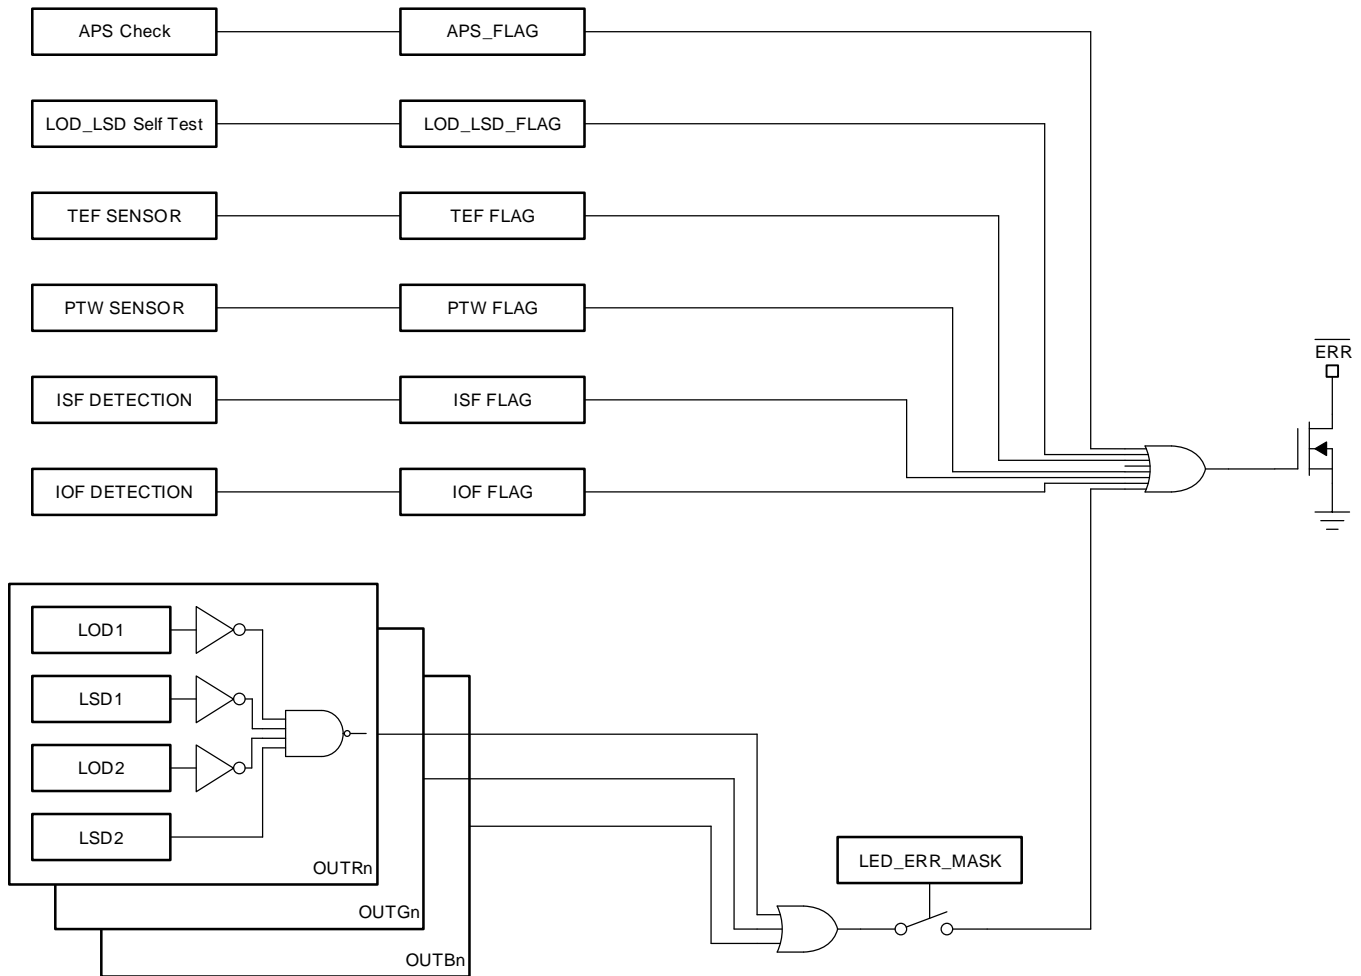 APS Check
APS_FLAG
LOD_LSD Self Test
LOD_LSD_FLAG
TEF SENSOR
TEF FLAG
PTW SENSOR
PTW FLAG
ERR
ISF DETECTION
ISF FLAG
IOF DETECTION
IOF FLAG
LOD1
LSD1
LOD2
LSD2
OUTRn
OUTGn
OUTBn
LED_ERR_MASK